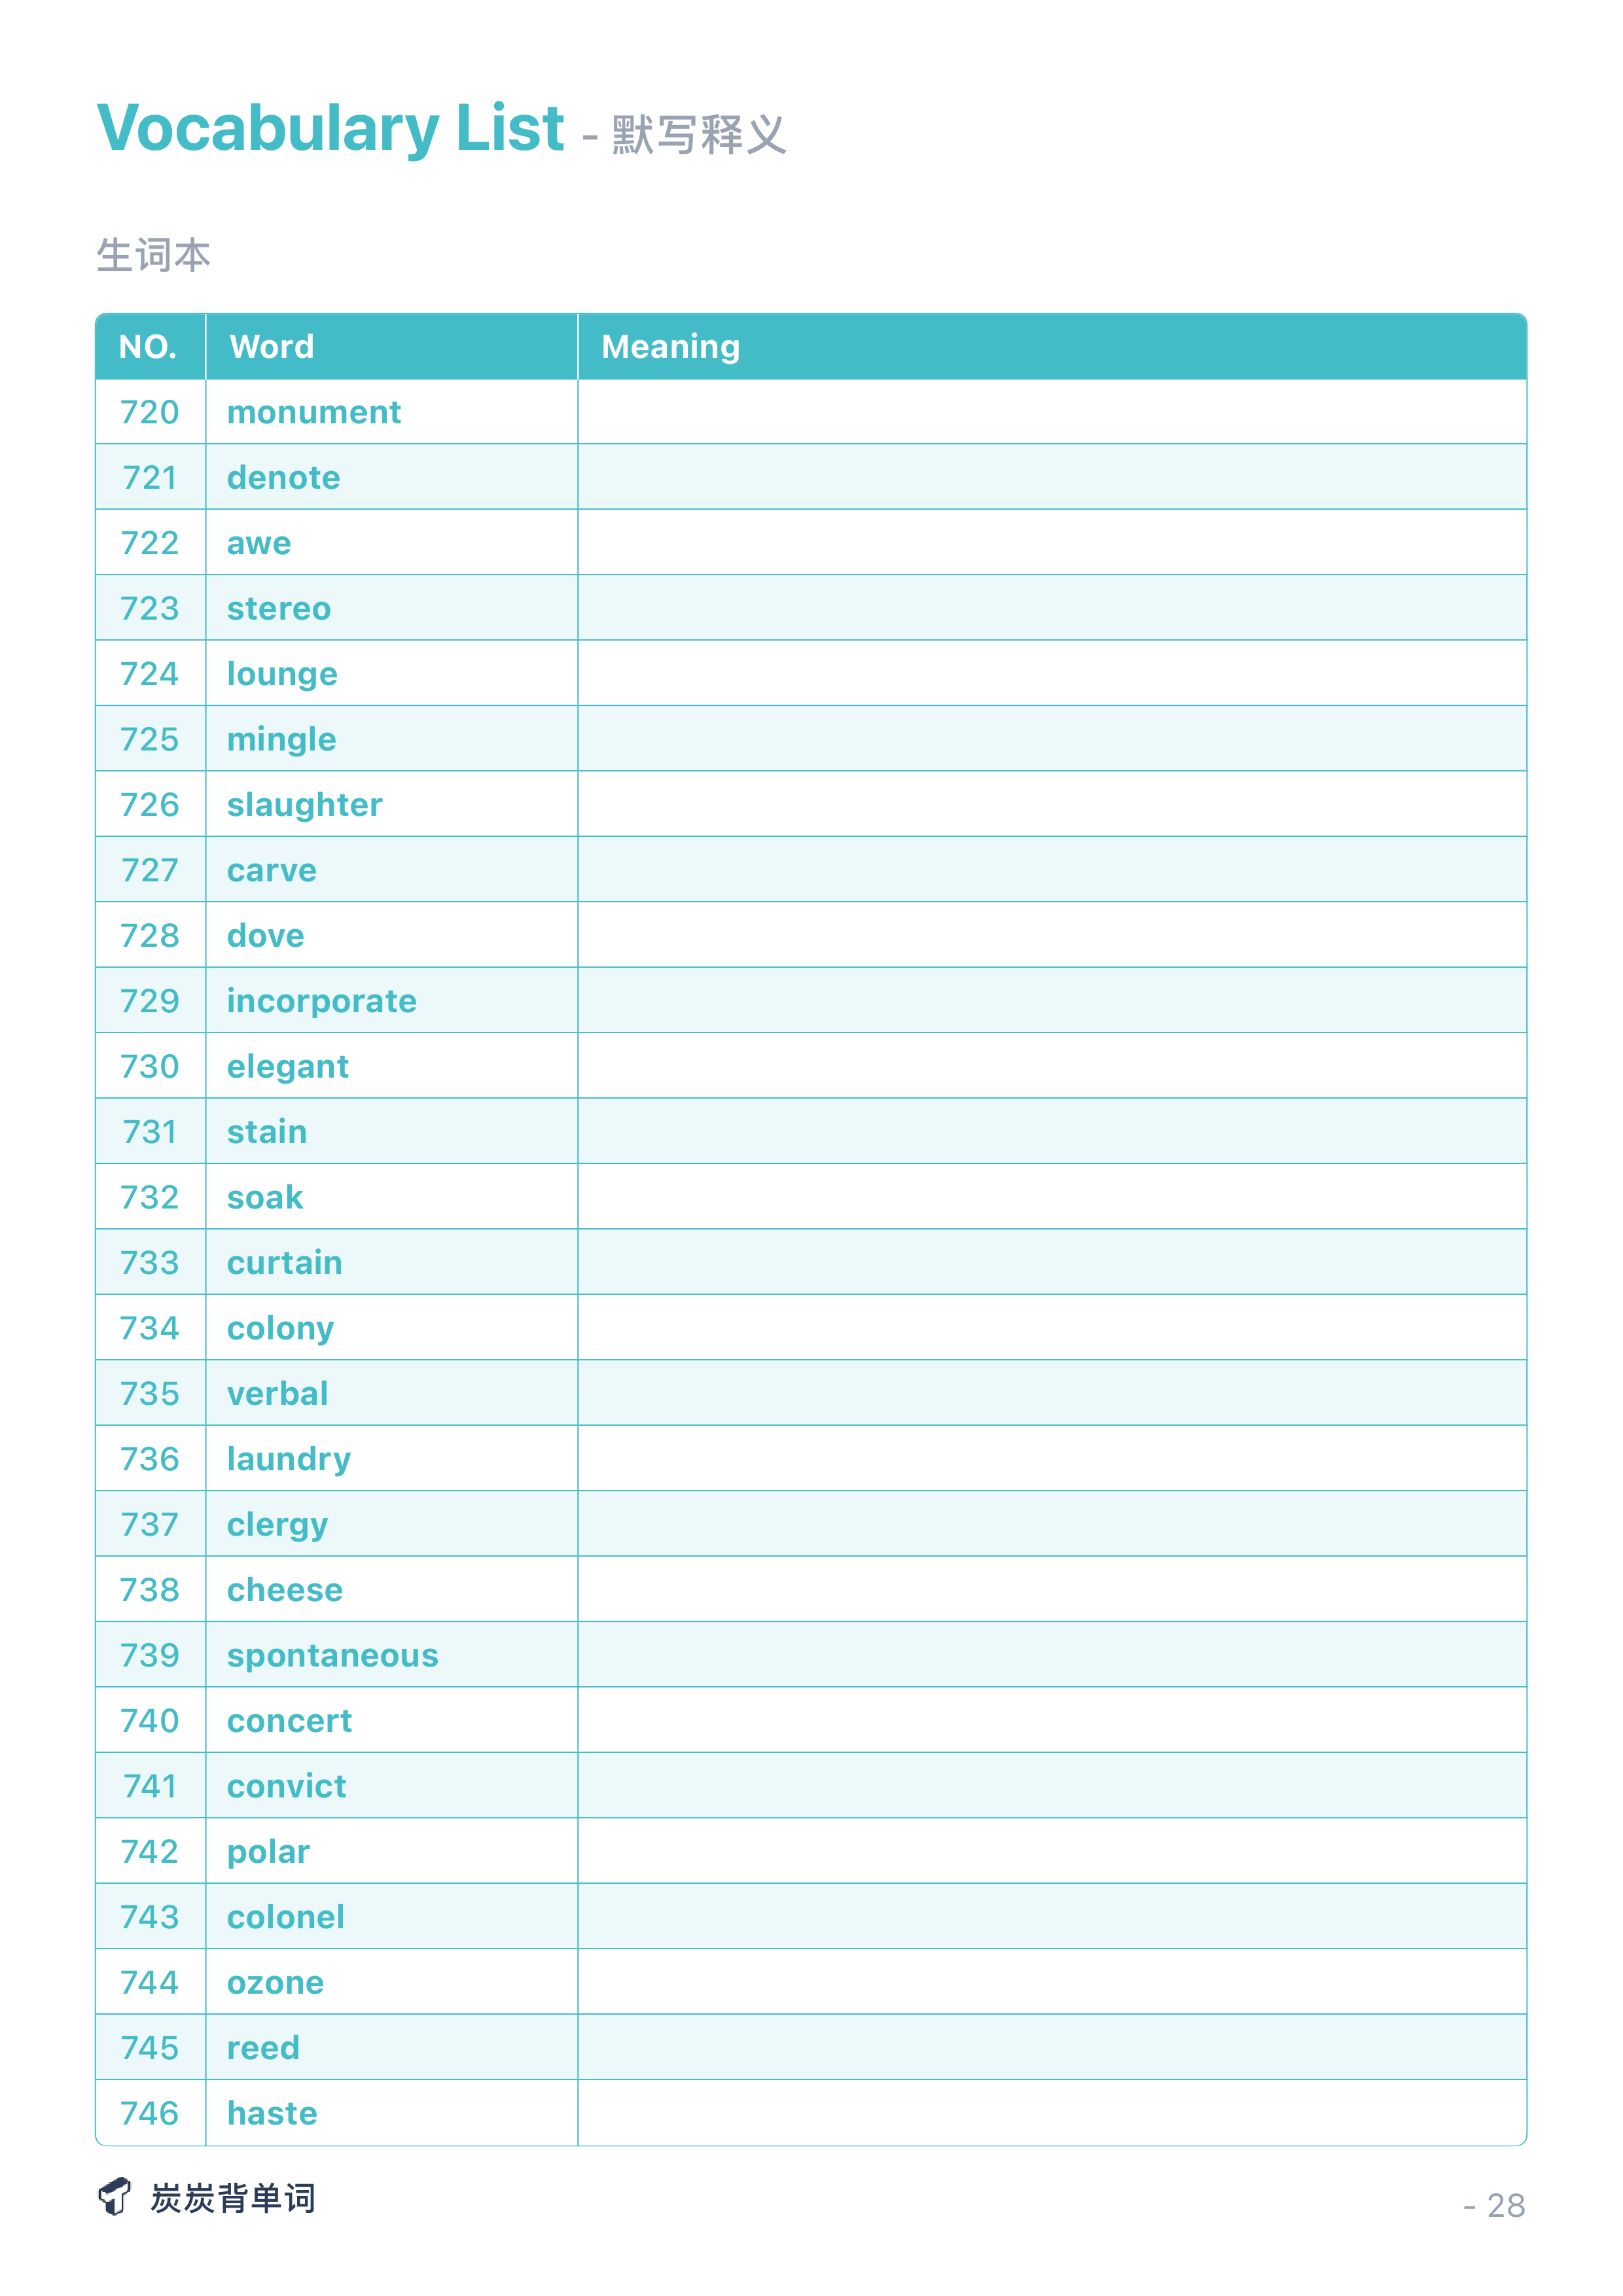 Vocabulary List - 默写释义
生词本
NO. Word Meaning
720 monument
721 denote
722 awe
723 stereo
724 lounge
725 mingle
726 slaughter
727 carve
728 dove
729 incorporate
730 elegant
731 stain
732 soak
733 curtain
734 colony
735 verbal
736 laundry
737 clergy
738 cheese
739 spontaneous
740 concert
741 convict
742 polar
743 colonel
744 ozone
745 reed
746 haste
炭炭背单词
- 28